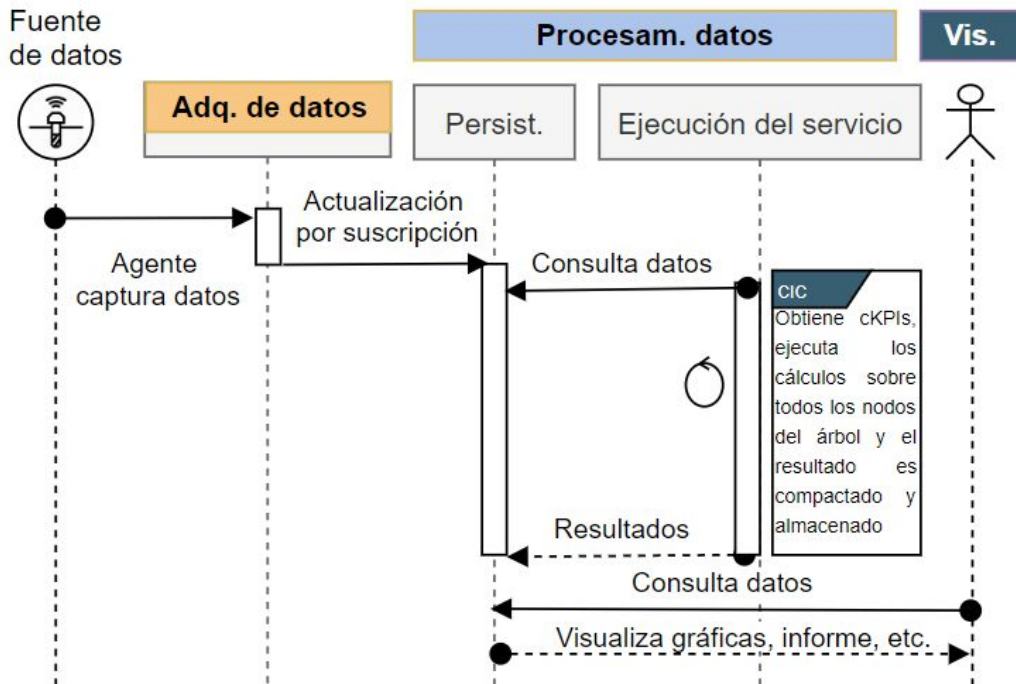 Fuente
de datos
Procesam. datos
Vis.
Adq. de datos
Persist.
Ejecución del servicio
Actualización
por suscripción
Agente
captura datos
Consulta datos
CIC
Obtiene cKPIs,
ejecuta los
cálculos sobre
todos los nodos
del árbol y el
resultado es
compactado y
almacenado
Resultados
Consulta datos
Visualiza gráficas, informe, etc.